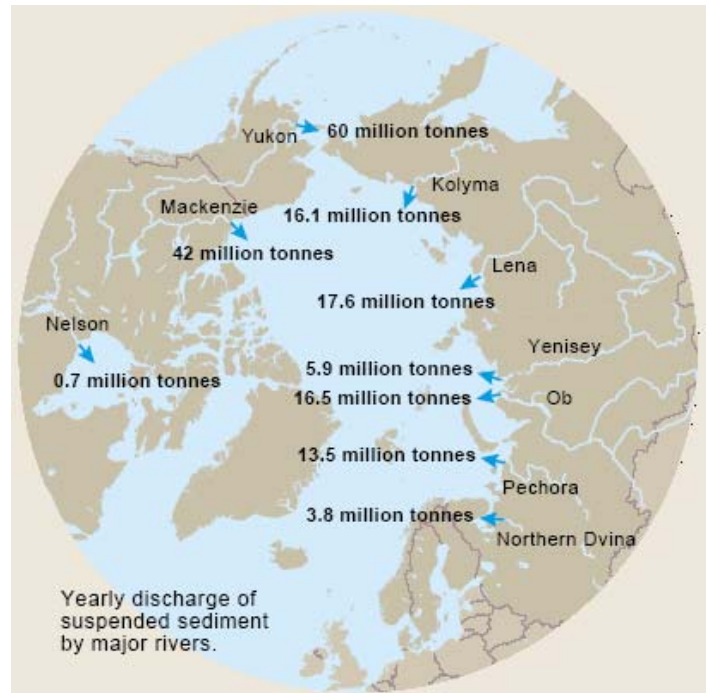 Yukon
60 million tonnes
Kolyma
16.1 million tonnes
Mackenzie
42 million tonnes
Lena
17.6 million tonnes
Nelson
0.7 million tonnes
Yenisey
5.9 million tonnes
16.5 million tonnes
Ob
13.5 million tonnes
Pechora
3.8 million tonnes
Northern Dvina
Yearly discharge of
suspended sediment
by major rivers.